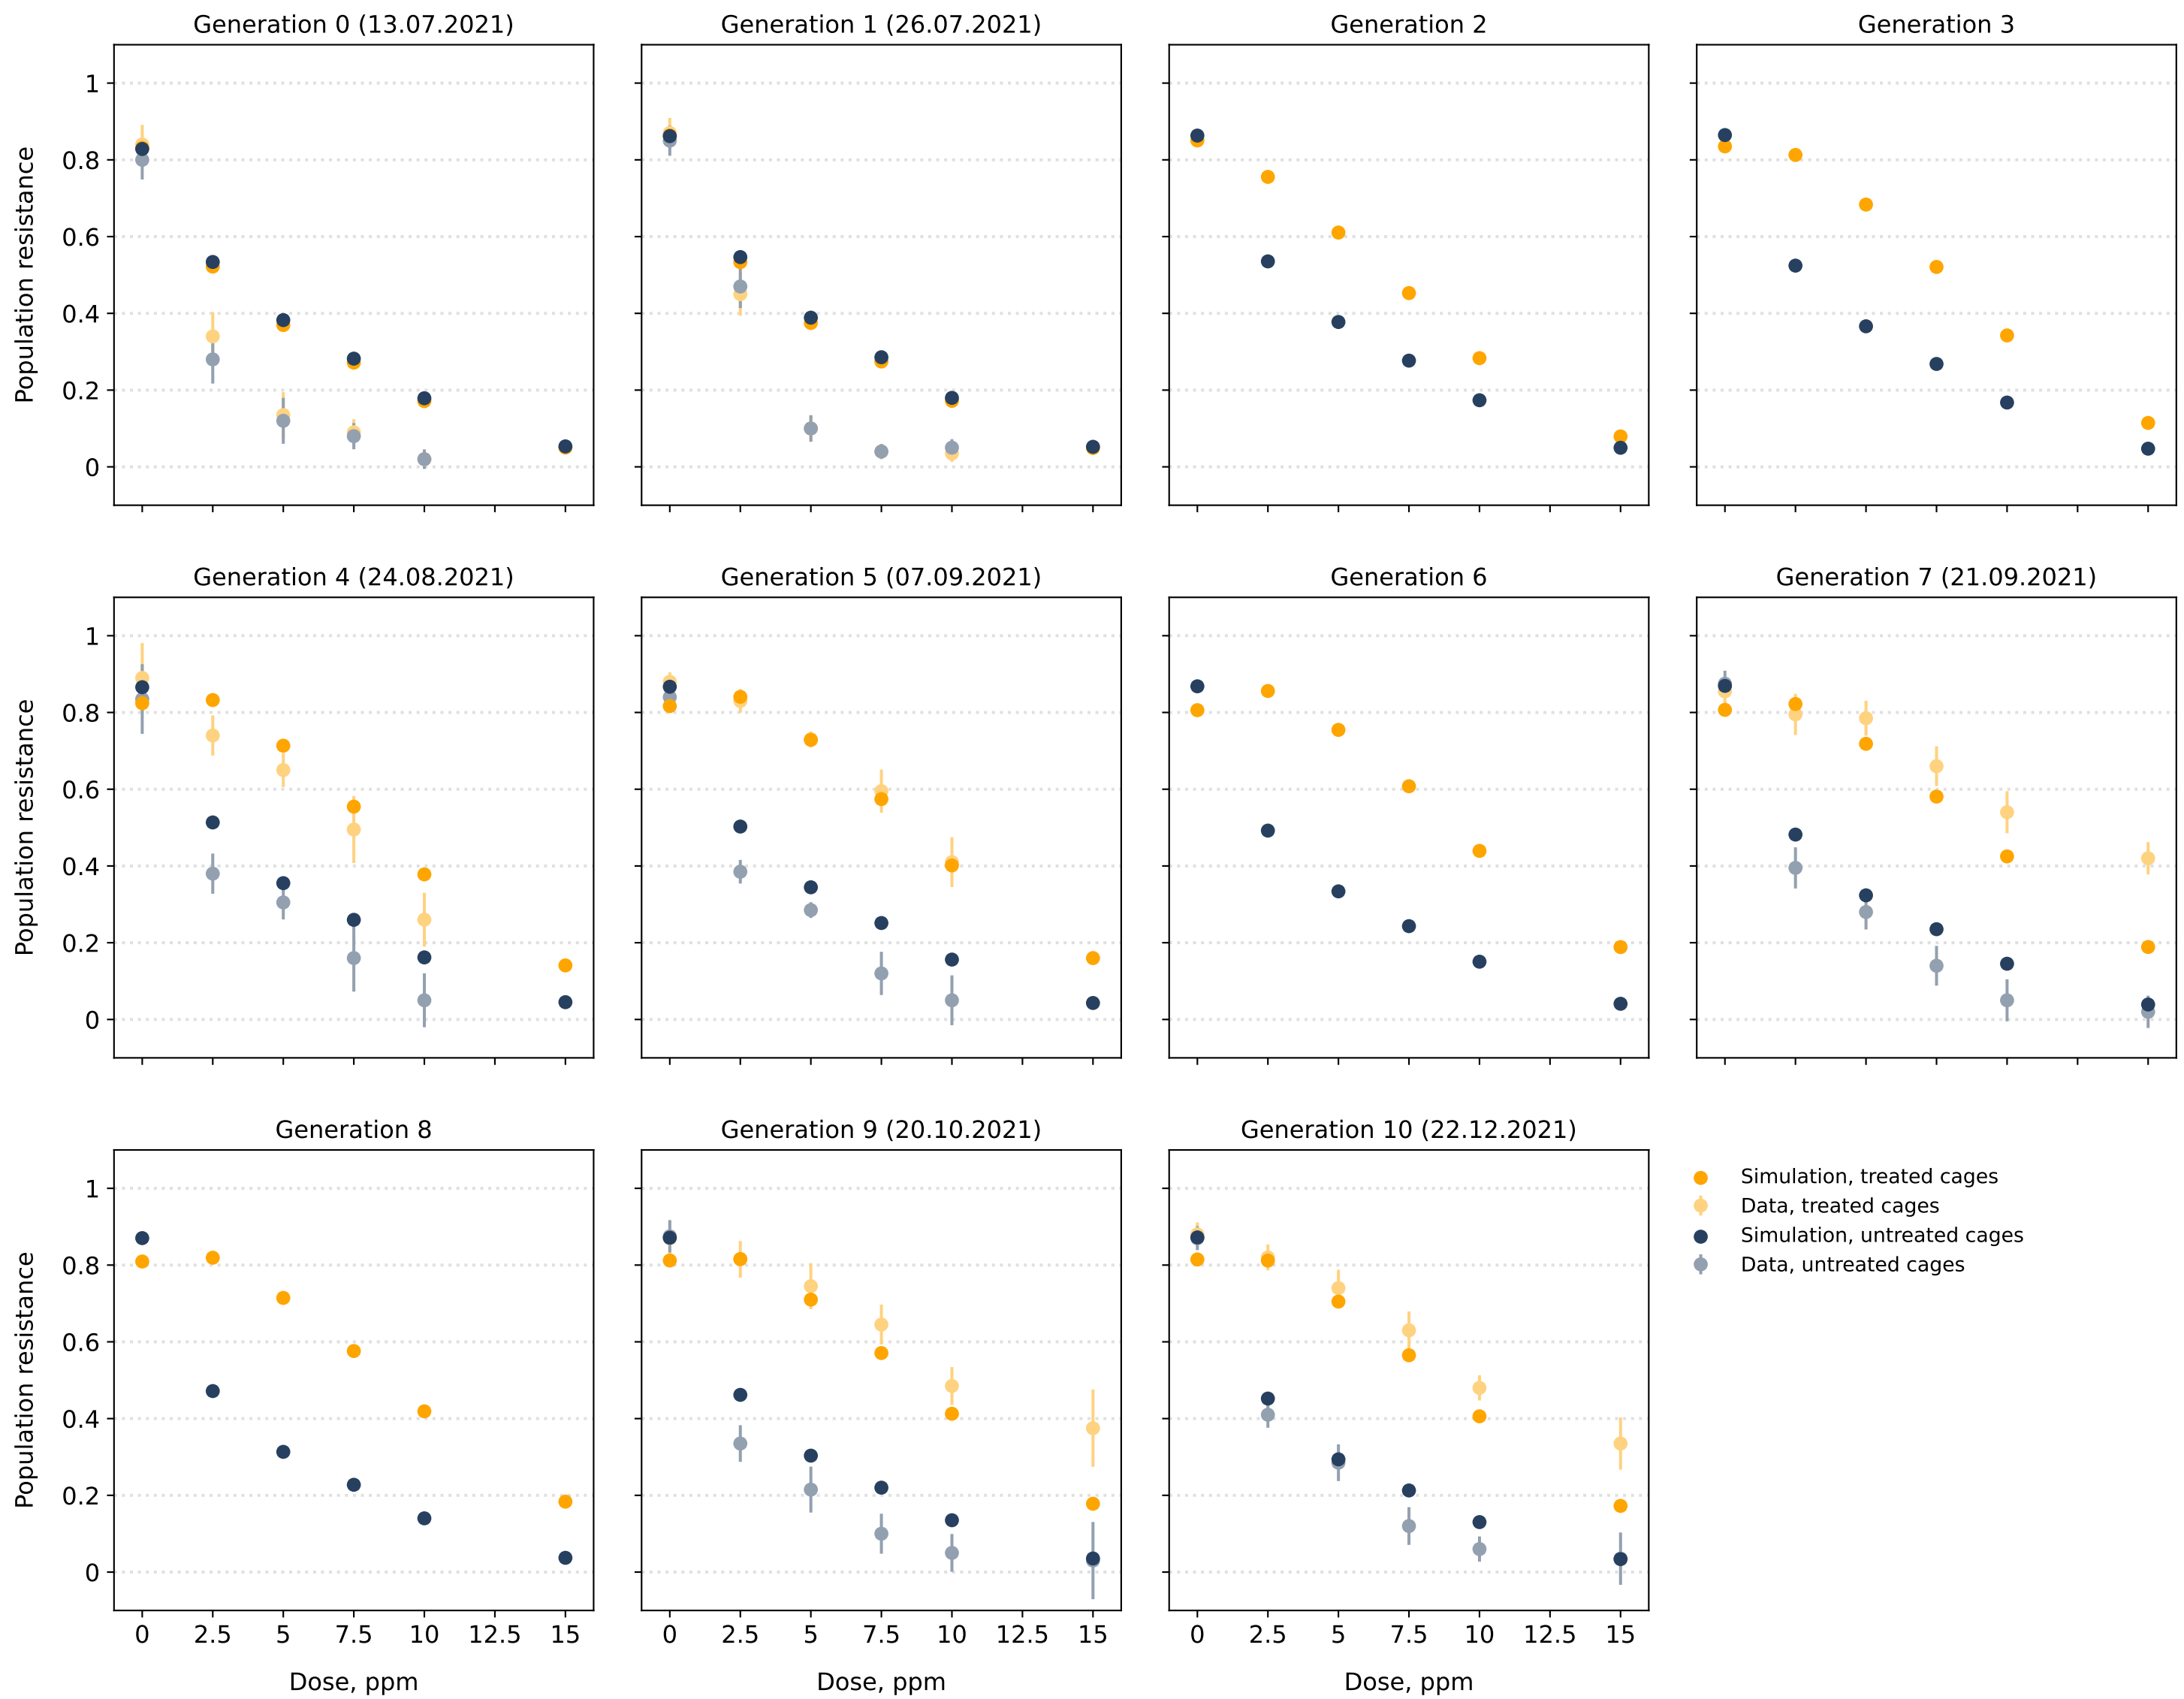 Generation 0 (13.07.2021)
Generation 1 (26.07.2021)
Generation 2
Generation 3
Population resistance
1
0.8
0.6
0.4
0.2
0
Generation 4 (24.08.2021)
Generation 5 (07.09.2021)
Generation 6
Generation 7 (21.09.2021)
Population resistance
1
0.8
0.6
0.4
0.2
0
Generation 8
Generation 9 (20.10.2021)
Generation 10 (22.12.2021)
Population resistance
1
0.8
0.6
0.4
0.2
0
Simulation, treated cages
Data, treated cages
Simulation, untreated cages
Data, untreated cages
0 2.5 5 7.5 10 12.5 15
0 2.5 5 7.5 10 12.5 15
0 2.5 5 7.5 10 12.5 15
Dose, ppm
Dose, ppm
Dose, ppm